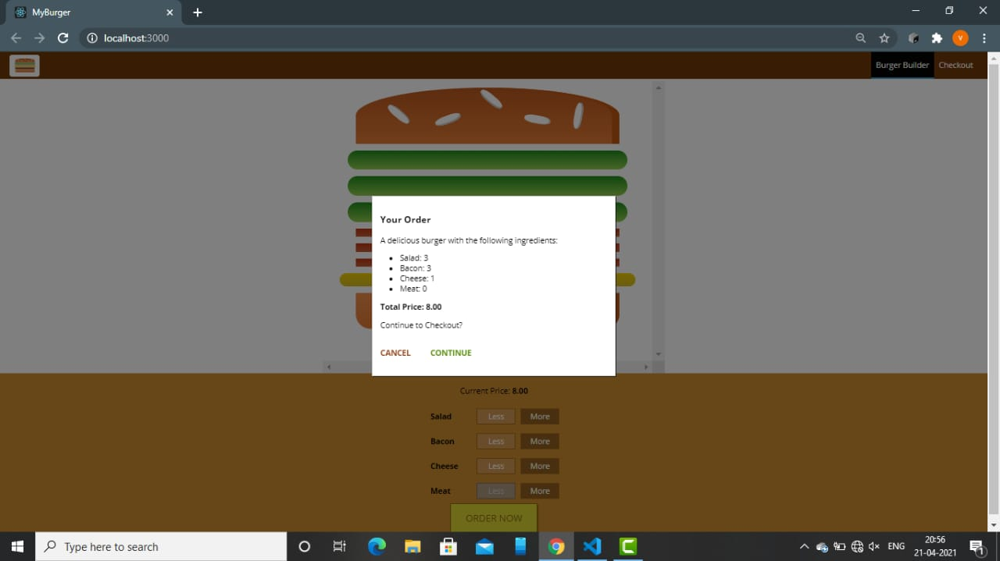 MyBurger
localhost:3000
V
Burger Builder Checkout
Your Order
A delicious burger with the following ingredients:
Salad: 3
Bacon: 3
Cheese: 1
Meat: 0
Total Price: 8.00
Continue to Checkout?
CANCEL CONTINUE
Current Price: 8.00
Salad Less More
Bacon Less More
Cheese Less More
Meat Less More
ORDER NOW
Type here to search
ENG
20:56
21-04-2021
1